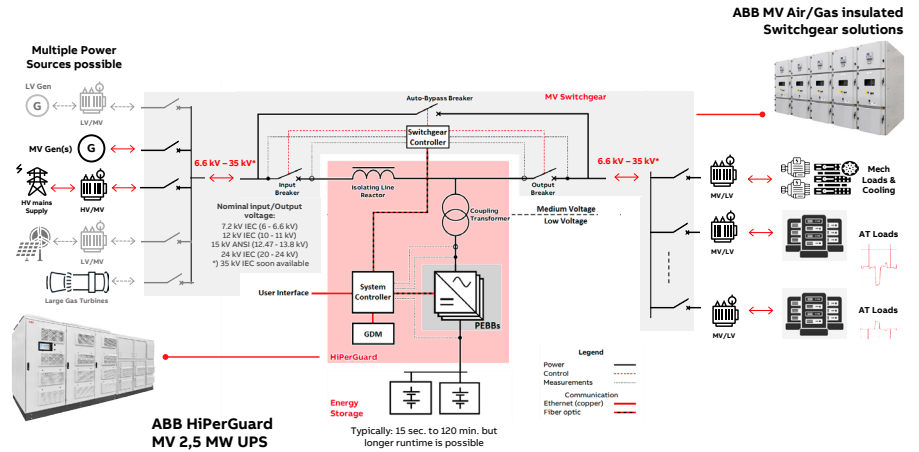 ABB MV Air/Gas insulated
Switchgear solutions
Multiple Power
Sources possible
LV Gen
G
LV/MV
MV Gen(s)
G
HV mains
Supply
HV/MV
LV/MV
Large Gas Turbines
Auto-Bypass Breaker
MV Switchgear
Switchgear
Controller
6.6 kV – 35 kV*
6.6 kV – 35 kV*
Input
Breaker
Isolating Line
Reactor
Output
Breaker
Nominal input/Output
voltage:
7.2 kV IEC (6 - 6.6 kV)
12 kV IEC (10 – 11 kV)
15 kV ANSI (12.47 - 13.8 kV)
24 kV IEC (20 - 24 kV)
*) 35 kV IEC soon available
Coupling
Transformer
Medium Voltage
Low Voltage
User Interface
System
Controller
GDM
PEBBs
HiPerGuard
Energy
Storage
Typically: 15 sec. to 120 min. but
longer runtime is possible
Legend
Power
Control
Measurements
Communication
Ethernet (copper)
Fiber optic
MV/LV
Mech
Loads &
Cooling
MV/LV
AT Loads
MV/LV
AT Loads
ABB HiPerGuard
MV 2,5 MW UPS